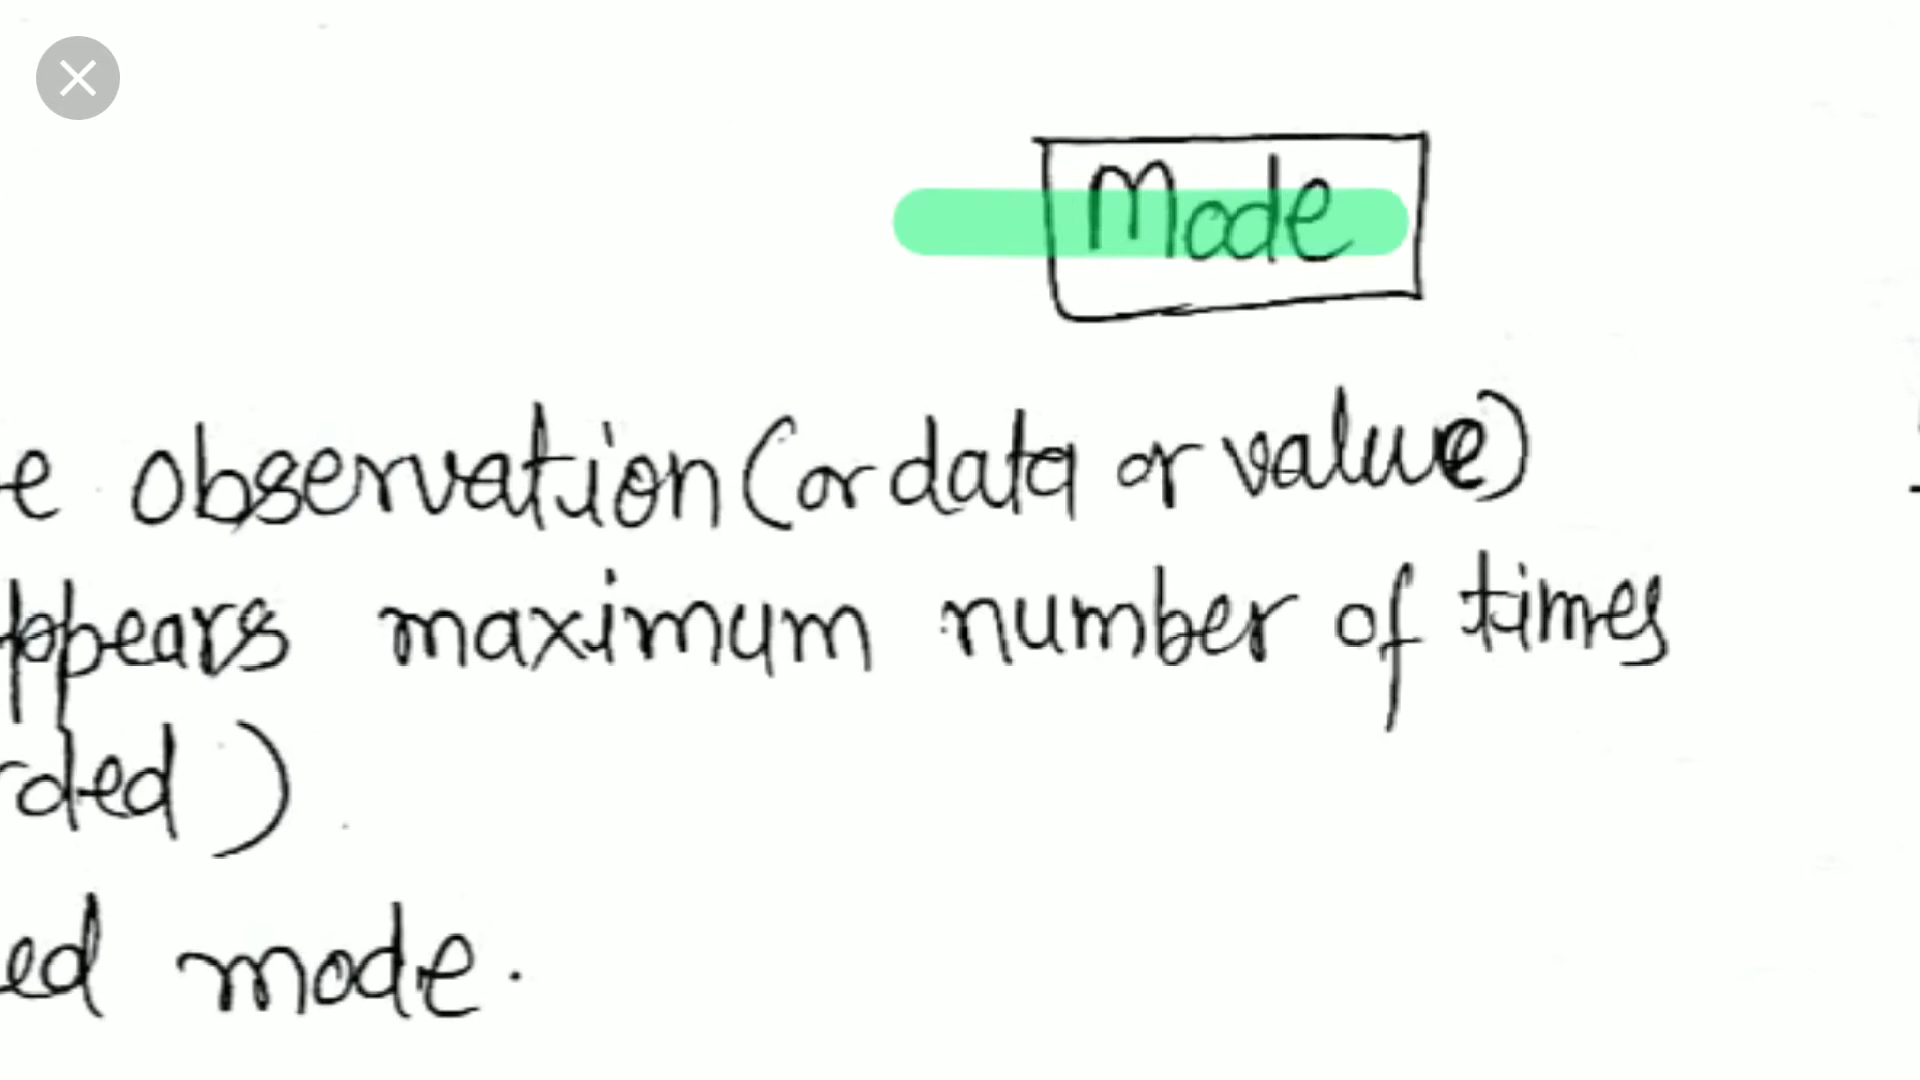 Mode
e observation (or data or value)
ppears maximum number of times
rded)
ed mode.